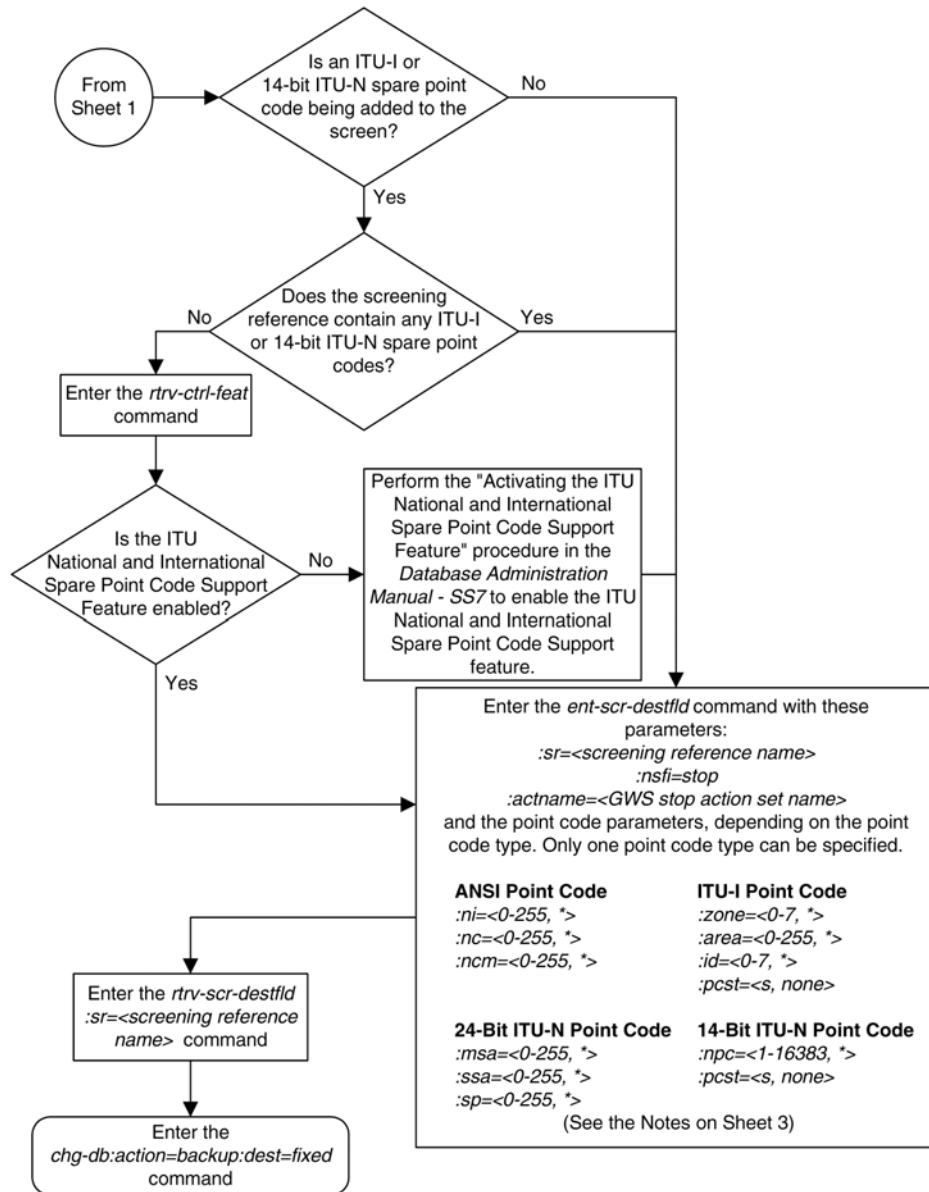 From
Sheet 1
Is an ITU-I or
14-bit ITU-N spare point
code being added to the
screen?
No
Yes
Does the screening
reference contain any ITU-I
or 14-bit ITU-N spare point
codes?
No
Yes
Enter the rtrv-ctrl-feat
command
Is the ITU
National and International
Spare Point Code Support
Feature enabled?
No
Yes
Perform the "Activating the ITU
National and International
Spare Point Code Support
Feature" procedure in the
Database Administration
Manual - SS7 to enable the ITU
National and International
Spare Point Code Support
feature.
Enter the ent-scr-destfld command with these
parameters:
:sr=<screening reference name>
:nsfi=stop
:actname=<GWS stop action set name>
and the point code parameters, depending on the point
code type. Only one point code type can be specified.
ANSI Point Code
:ni=<0-255, *>
:nc=<0-255, *>
:ncm=<0-255, *>
ITU-I Point Code
:zone=<0-7, *>
:area=<0-255, *>
:id=<0-7, *>
:pcst=<s, none>
24-Bit ITU-N Point Code
:msa=<0-255, *>
:ssa=<0-255, *>
:sp=<0-255, *>
14-Bit ITU-N Point Code
:npc=<1-16383, *>
:pcst=<s, none>
(See the Notes on Sheet 3)
Enter the rtrv-scr-destfld
:sr=<screening reference
name> command
Enter the
chg-db:action=backup:dest=fixed
command